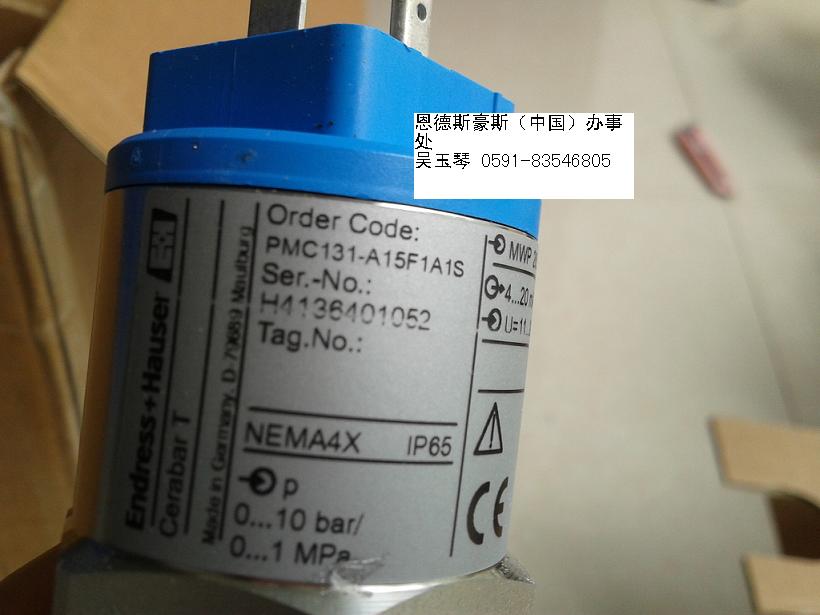 恩德斯豪斯（中国）办事
处
吴玉琴 0591-83546805
Endress+Hauser
Cerabar T
Made in Germany, D-79689 Maulburg
Order Code:
PMC131-A15F1A1S
Ser.-No.:
H4136401052
Tag.No.:
NEMA4X IP65
p
0...10 bar/
0...1 MPa
MWP
4...20
U=11
CE